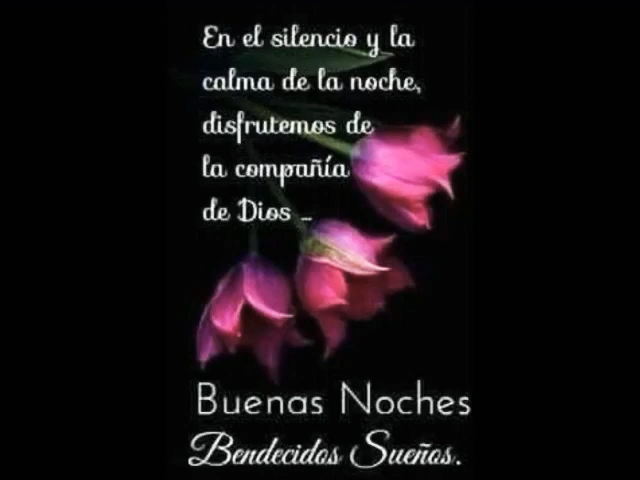 En el silencio y la
calma de la noche,
disfrutemos de
la compañía
de Dios ...
Buenas Noches
Bendecidos Sueños.